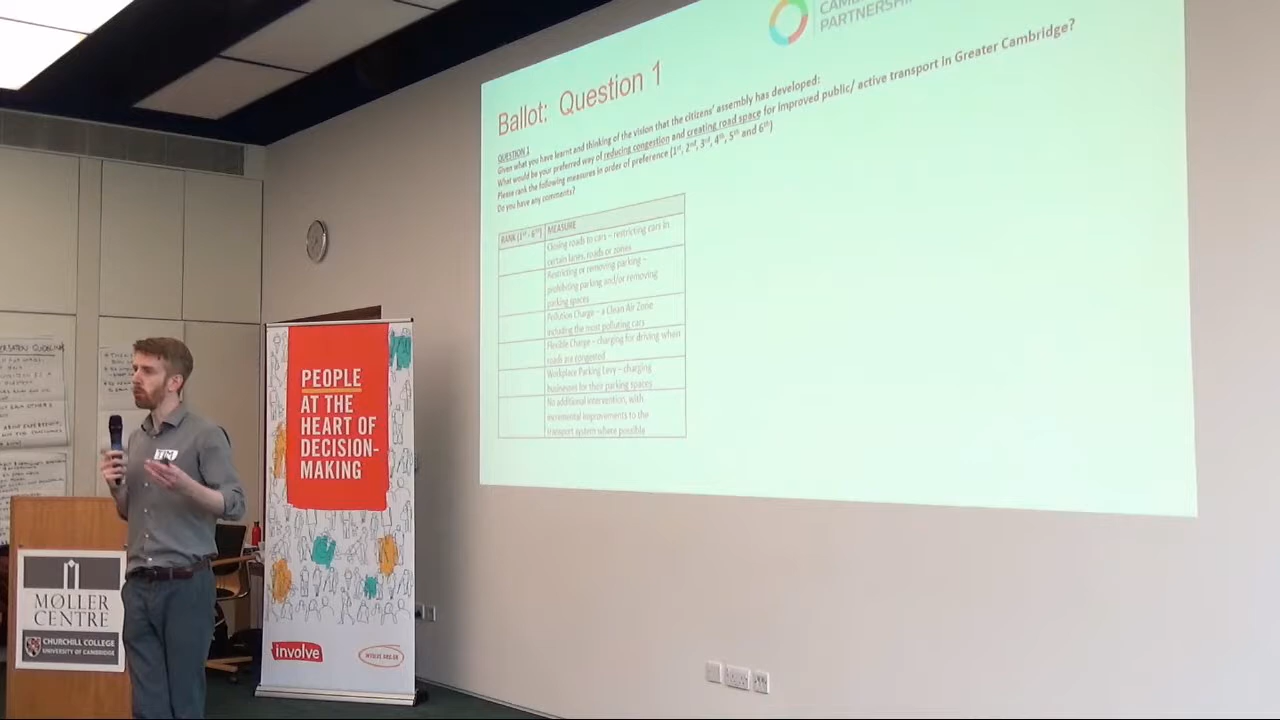 CAMB
PARTNERSHIP
Ballot: Question 1
QUESTION 1
Given what you have learnt and thinking of the vision that the citizens' assembly has developed:
What would be your preferred way of reducing congestion and creating road space for improved public/ active transport in Greater Cambridge?
Please rank the following measures in order of preference (1st, 2nd, 3rd, 4th, 5th and 6th)
Do you have any comments?
RANK (1st - 6th) MEASURE
Closing roads to cars – restricting cars in
certain lanes, roads or zones
Restricting or removing parking –
prohibiting parking and/or removing
parking spaces
Pollution Charge – a Clean Air Zone
including the most polluting cars
Flexible Charge – charging for driving when
roads are congested
Workplace Parking Levy – charging
businesses for their parking spaces
No additional intervention, with
incremental improvements to the
transport system where possible
PEOPLE
AT THE
HEART OF
DECISION-
MAKING
involve
TIM
MØLLER
CENTRE
CHURCHILL COLLEGE
UNIVERSITY OF CAMBRIDGE